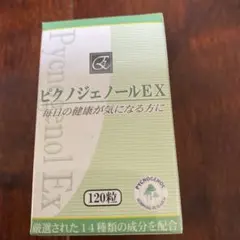 Pycnogenol Ex
ピクノジェノールEX
毎日の健康が気になる方に
120粒
PYCNOGENOL
厳選された14種類の成分を配合